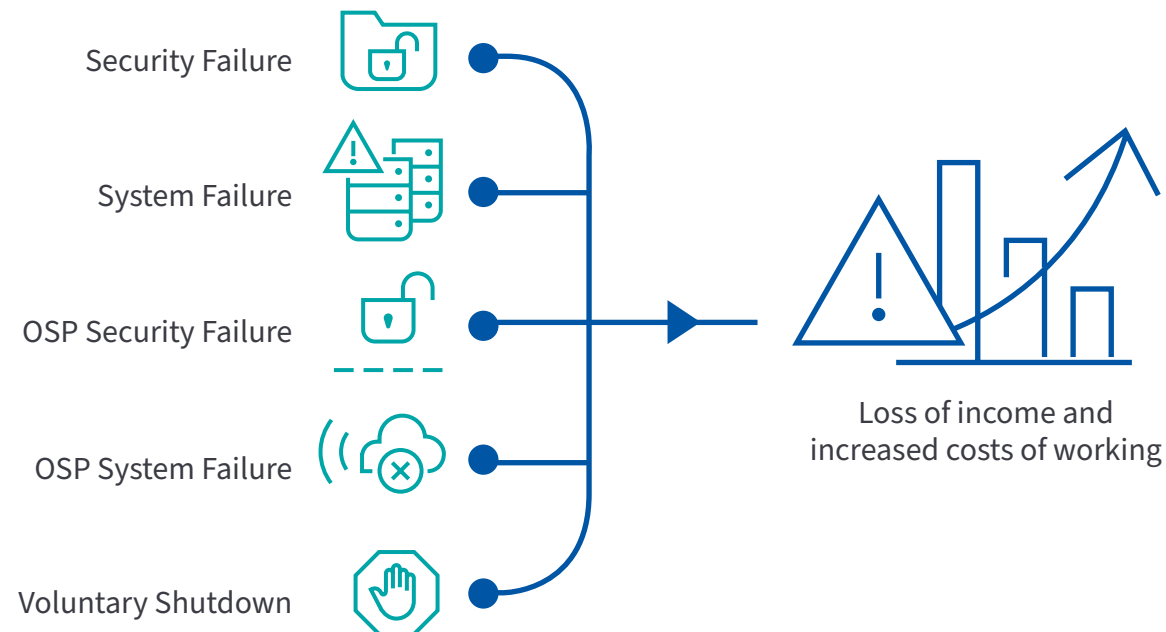 Security Failure
System Failure
OSP Security Failure
OSP System Failure
Voluntary Shutdown
Loss of income and
increased costs of working